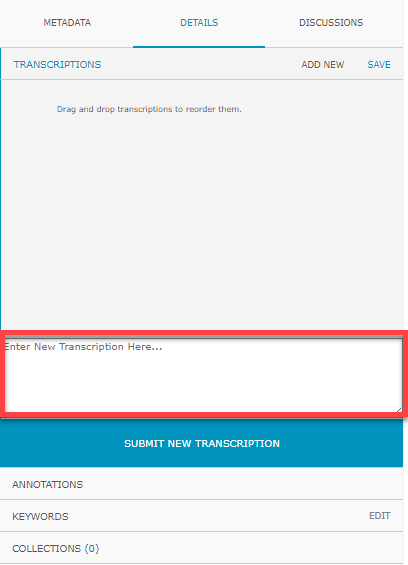 METADATA DETAILS DISCUSSIONS
TRANSCRIPTIONS ADD NEW SAVE
Drag and drop transcriptions to reorder them.
Enter New Transcription Here...
SUBMIT NEW TRANSCRIPTION
ANNOTATIONS
KEYWORDS EDIT
COLLECTIONS (0)